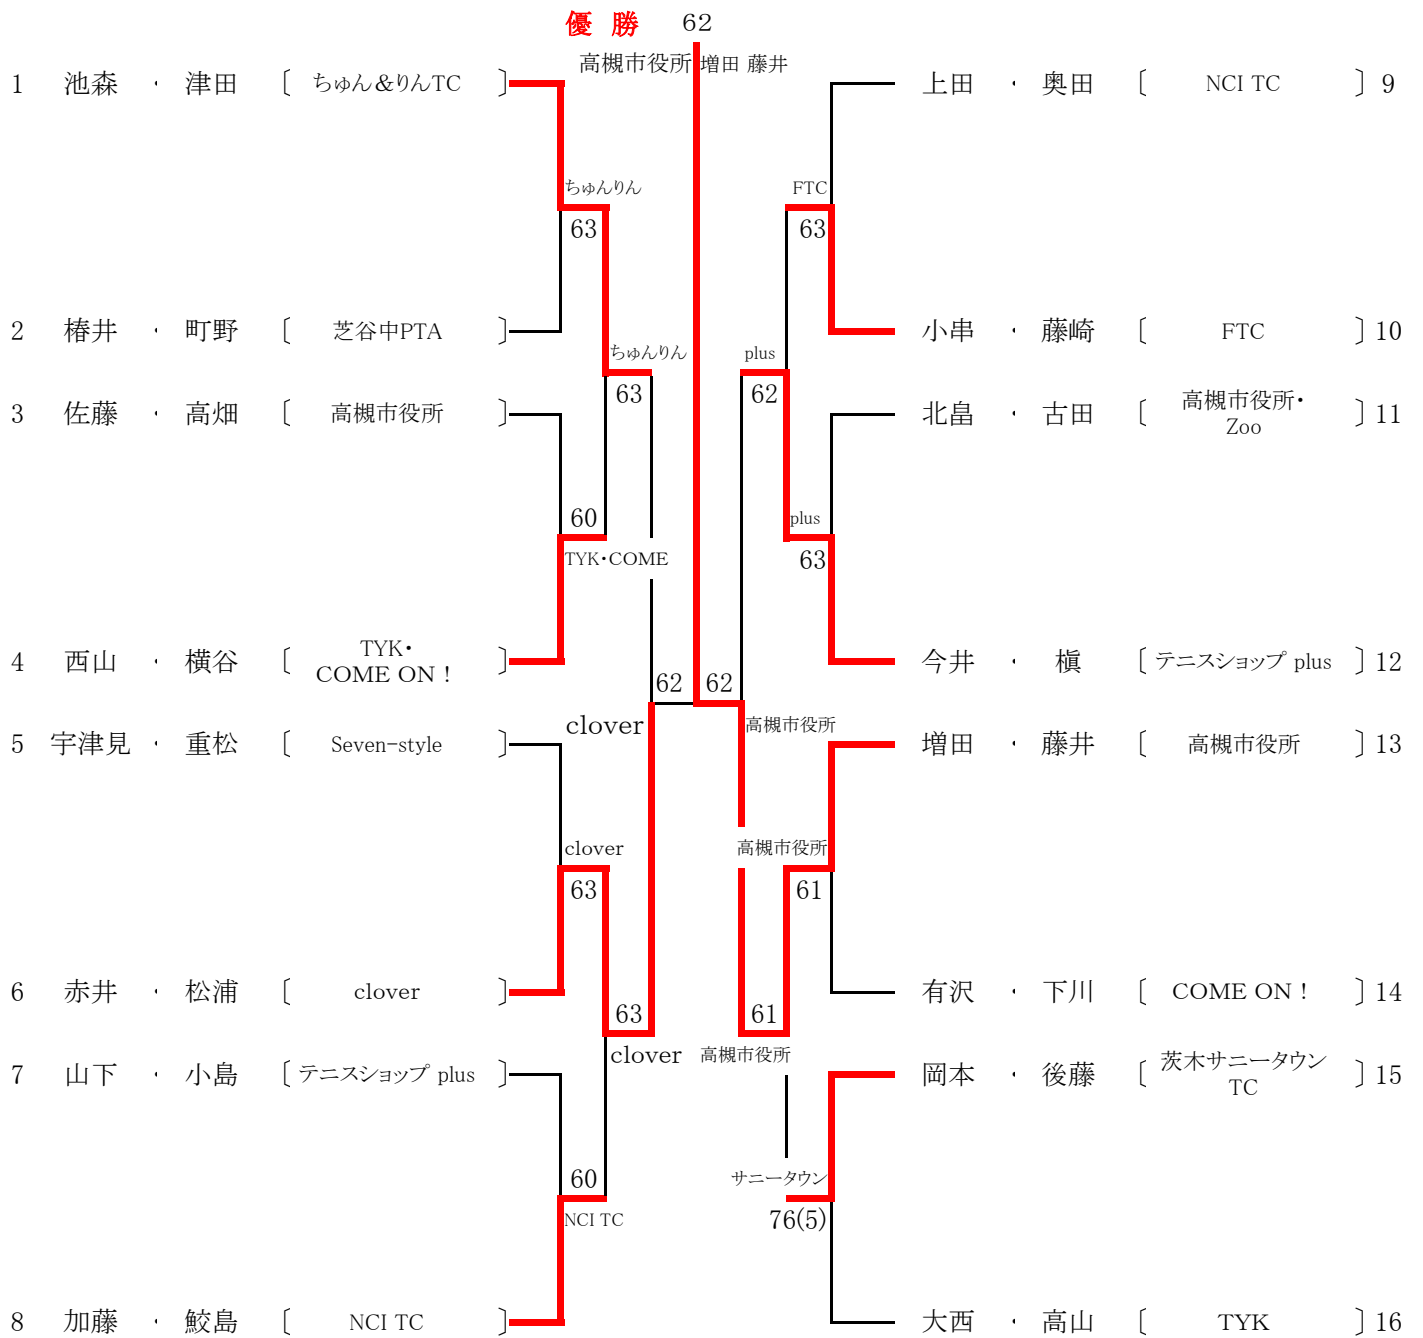 優 勝 62
高槻市役所 増田 藤井
1 池森 ・ 津田 〔 ちゅん&りんTC 〕
上田 ・ 奥田 〔 NCI TC 〕 9
ちゅんりん
63
FTC
63
2 椿井 ・ 町野 〔 芝谷中PTA 〕
小串 ・ 藤崎 〔 FTC 〕 10
ちゅんりん
63
plus
62
3 佐藤 ・ 高畑 〔 高槻市役所 〕
北畠 ・ 古田 〔 高槻市役所・
Zoo 〕 11
60
TYK・COME
plus
63
4 西山 ・ 横谷 〔 TYK・
COME ON ! 〕
今井 ・ 槇 〔 テニスショップ plus 〕 12
62
62
clover
高槻市役所
5 宇津見 ・ 重松 〔 Seven-style 〕
増田 ・ 藤井 〔 高槻市役所 〕 13
clover
63
高槻市役所
61
6 赤井 ・ 松浦 〔 clover 〕
有沢 ・ 下川 〔 COME ON ! 〕 14
63
clover
61
高槻市役所
7 山下 ・ 小島 〔 テニスショップ plus 〕
岡本 ・ 後藤 〔 茨木サニータウン
TC 〕 15
60
NCI TC
サニータウン
76(5)
8 加藤 ・ 鮫島 〔 NCI TC 〕
大西 ・ 高山 〔 TYK 〕 16